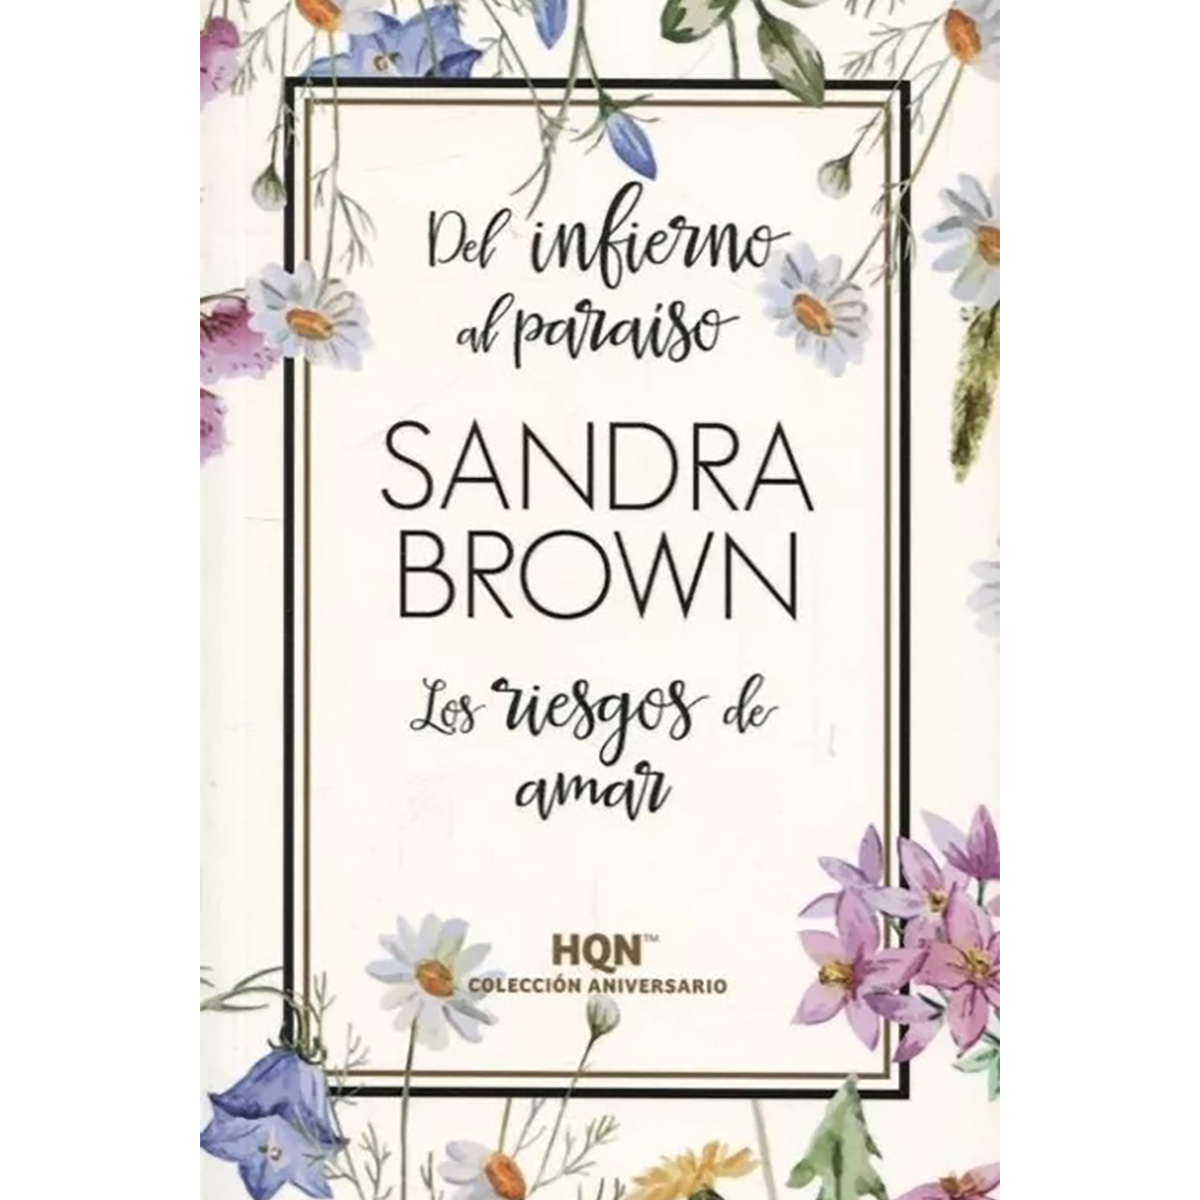 Del infierno
al paraíso
SANDRA
BROWN
Los riesgos de
amar
HQN™
COLECCIÓN ANIVERSARIO